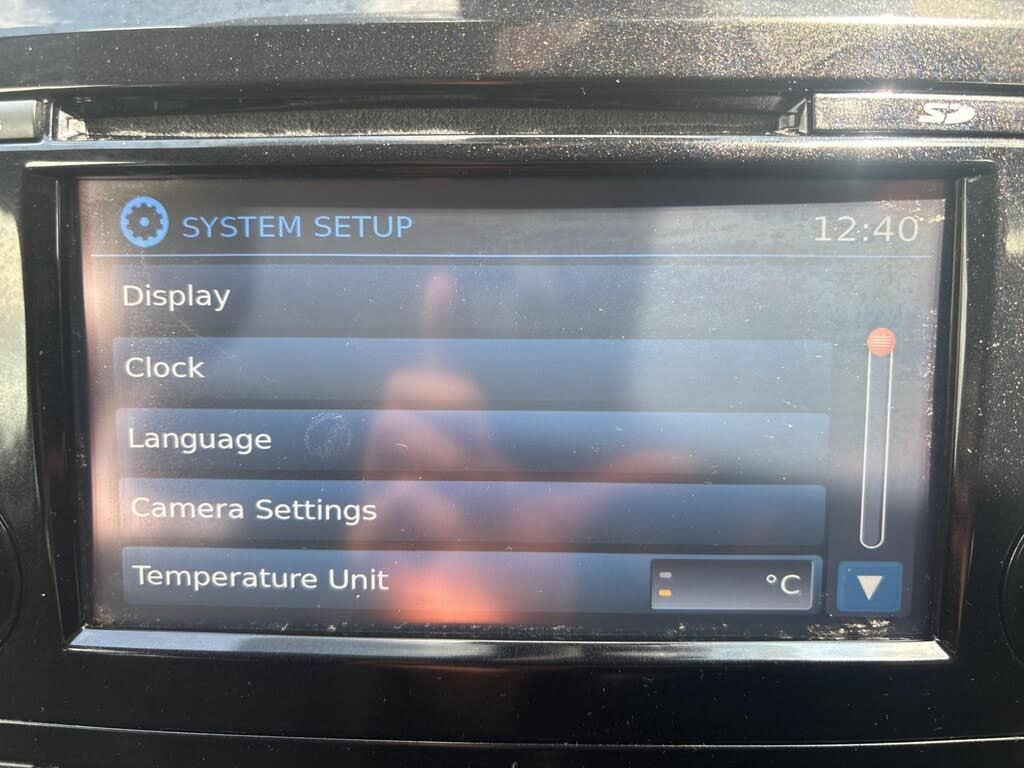 SD
SYSTEM SETUP
12:40
Display
Clock
Language
Camera Settings
Temperature Unit
°C